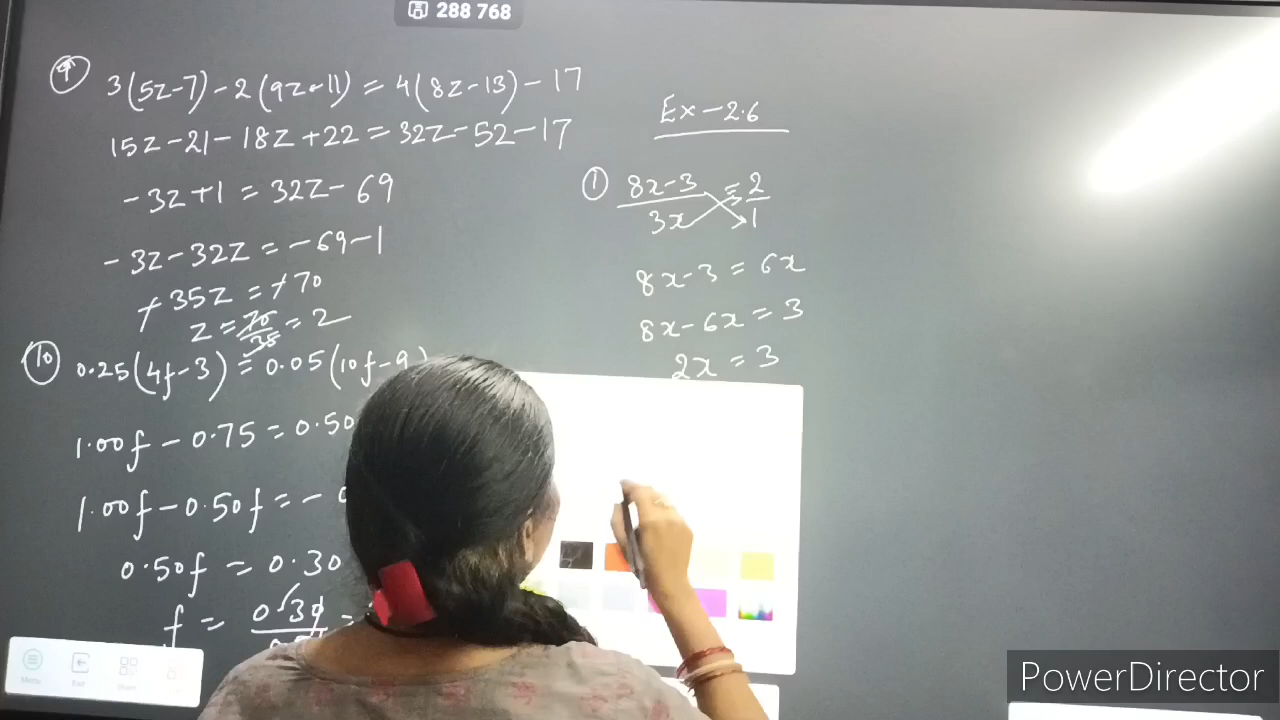 288 768
9 3(5z-7)-2(9z-11) = 4(8z-13)-17
15z-21-18z+22 = 32z-52-17
-3z+1 = 32z-69
-3z-32z = -69-1
+35z = +70
z = 70/35 = 2
10 0.25(4f-3) = 0.05(10f-9)
1.00f - 0.75 = 0.50
1.00f - 0.50f = -
0.50f = 0.30
f =
Ex-2.6
1 8x-3/3x = 2/1
8x-3 = 6x
8x-6x = 3
2x = 3
Menu
Exit
Share
PowerDirector